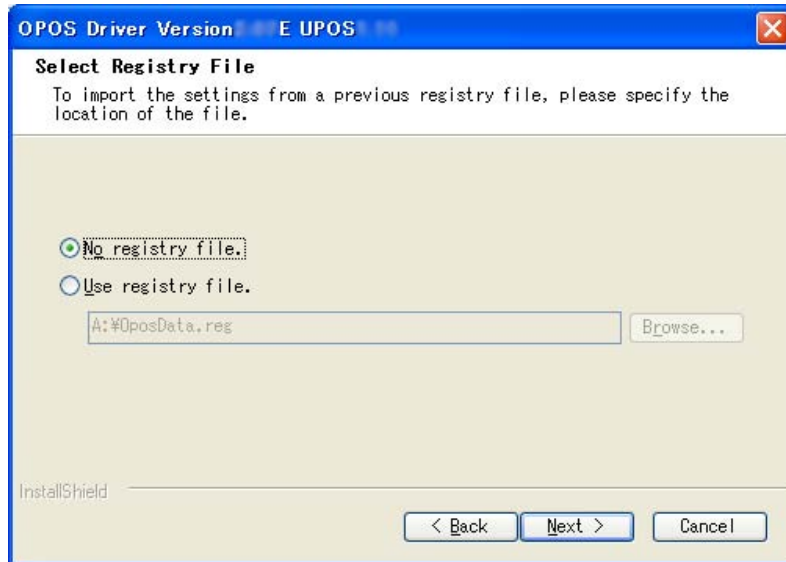 OPOS Driver Version E UPOS
Select Registry File
To import the settings from a previous registry file, please specify the
location of the file.
No registry file.
Use registry file.
A:¥OposData.reg
Browse...
InstallShield
< Back
Next >
Cancel